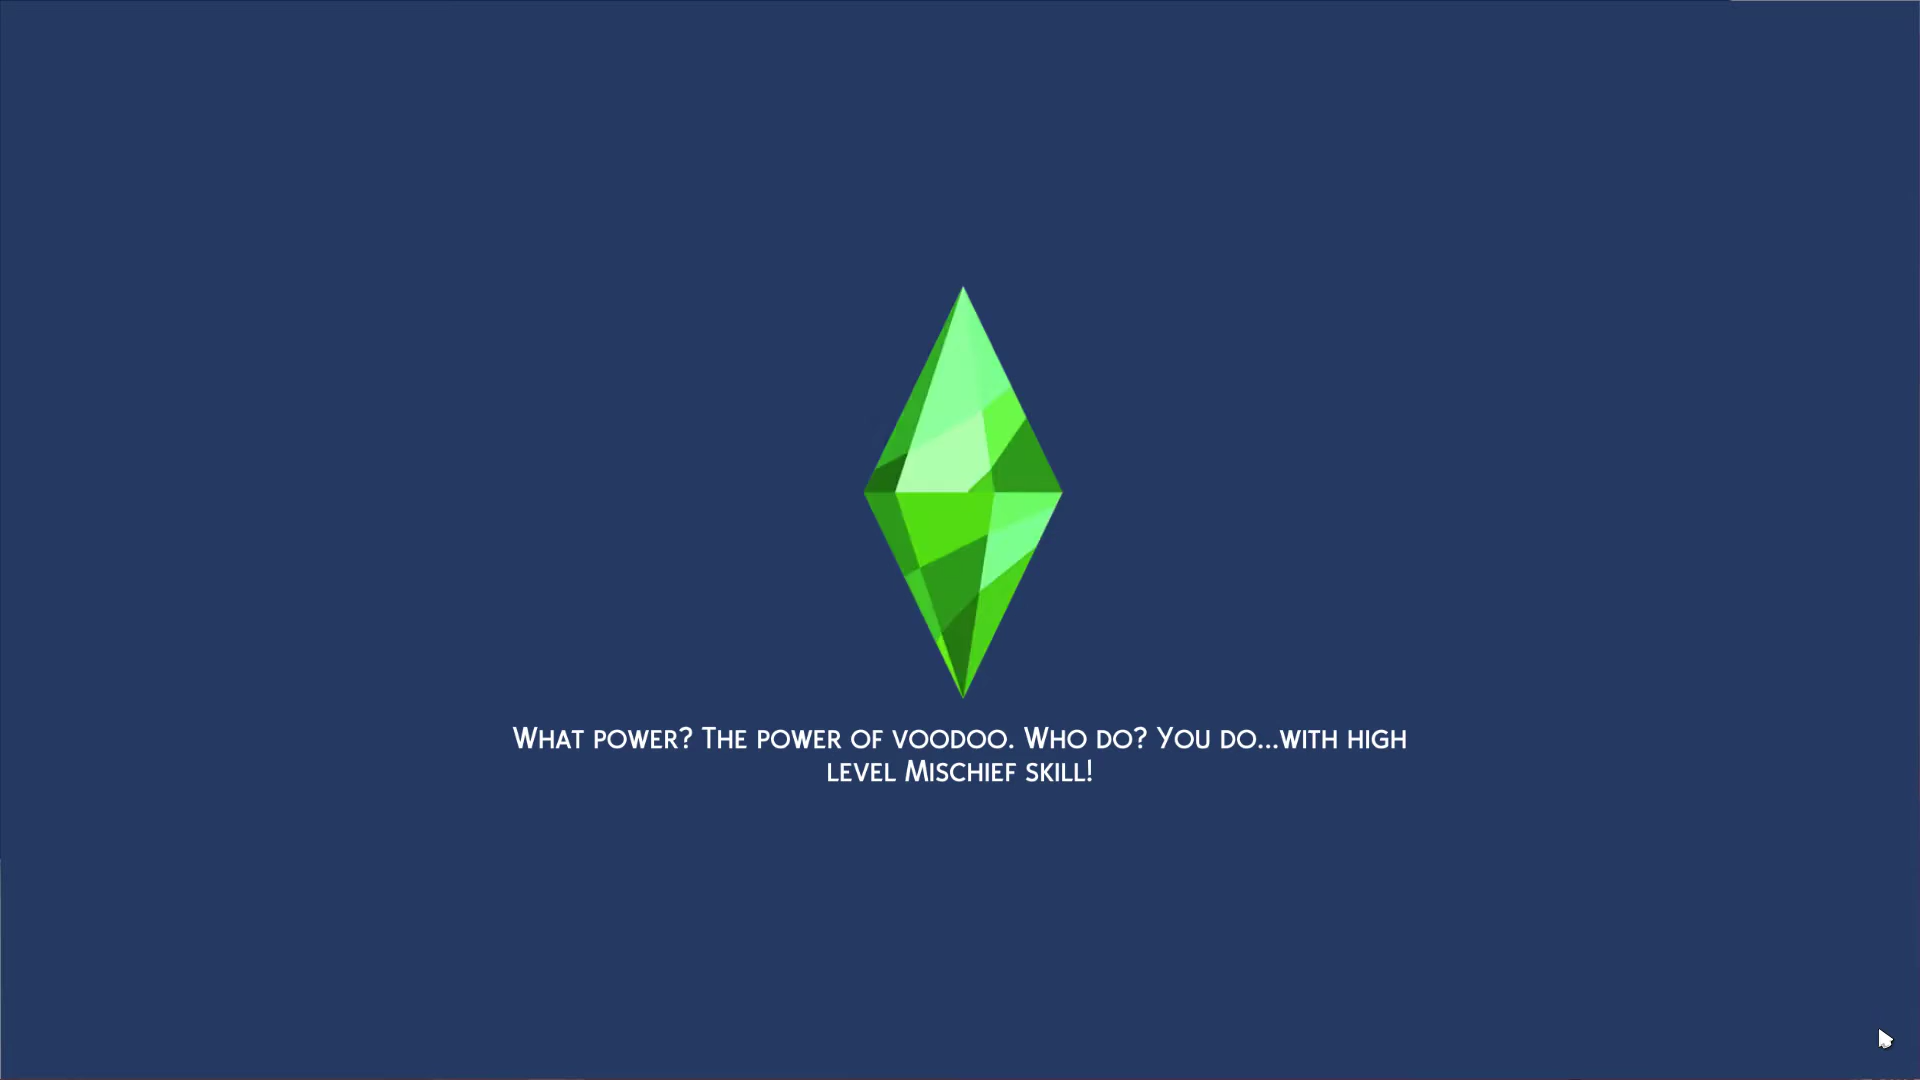 What power? The power of voodoo. Who do? You do...with high
level Mischief skill!